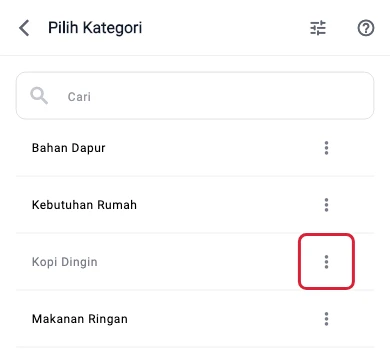 Pilih Kategori
Cari
Bahan Dapur
Kebutuhan Rumah
Kopi Dingin
Makanan Ringan